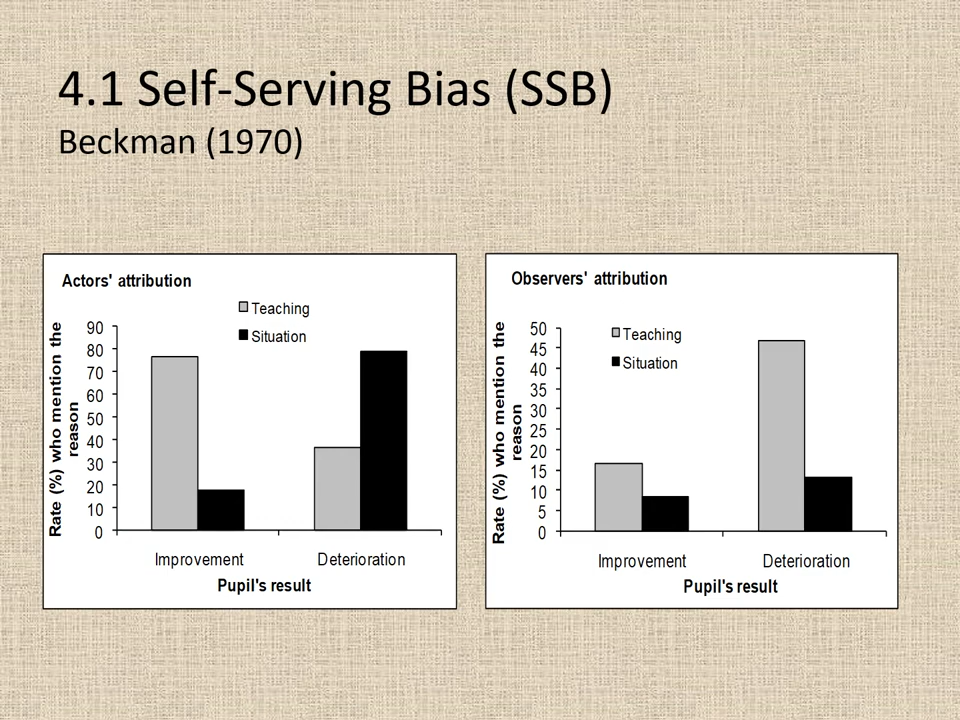 4.1 Self-Serving Bias (SSB)
Beckman (1970)
Actors' attribution
Teaching
Situation
Rate (%) who mention the
reason
90
80
70
60
50
40
30
20
10
0
Improvement
Deterioration
Pupil's result
Observers' attribution
Teaching
Situation
Rate (%) who mention the
reason
50
45
40
35
30
25
20
15
10
5
0
Improvement
Deterioration
Pupil's result